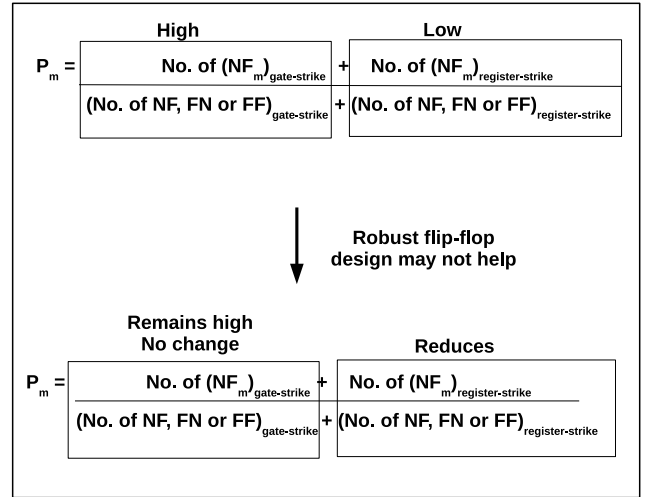 High Low
P_m = No. of (NF_m)_gate-strike + No. of (NF_m)_register-strike
(No. of NF, FN or FF)_gate-strike + (No. of NF, FN or FF)_register-strike
Robust flip-flop
design may not help
Remains high
No change
Reduces
P_m = No. of (NF_m)_gate-strike + No. of (NF_m)_register-strike
(No. of NF, FN or FF)_gate-strike + (No. of NF, FN or FF)_register-strike